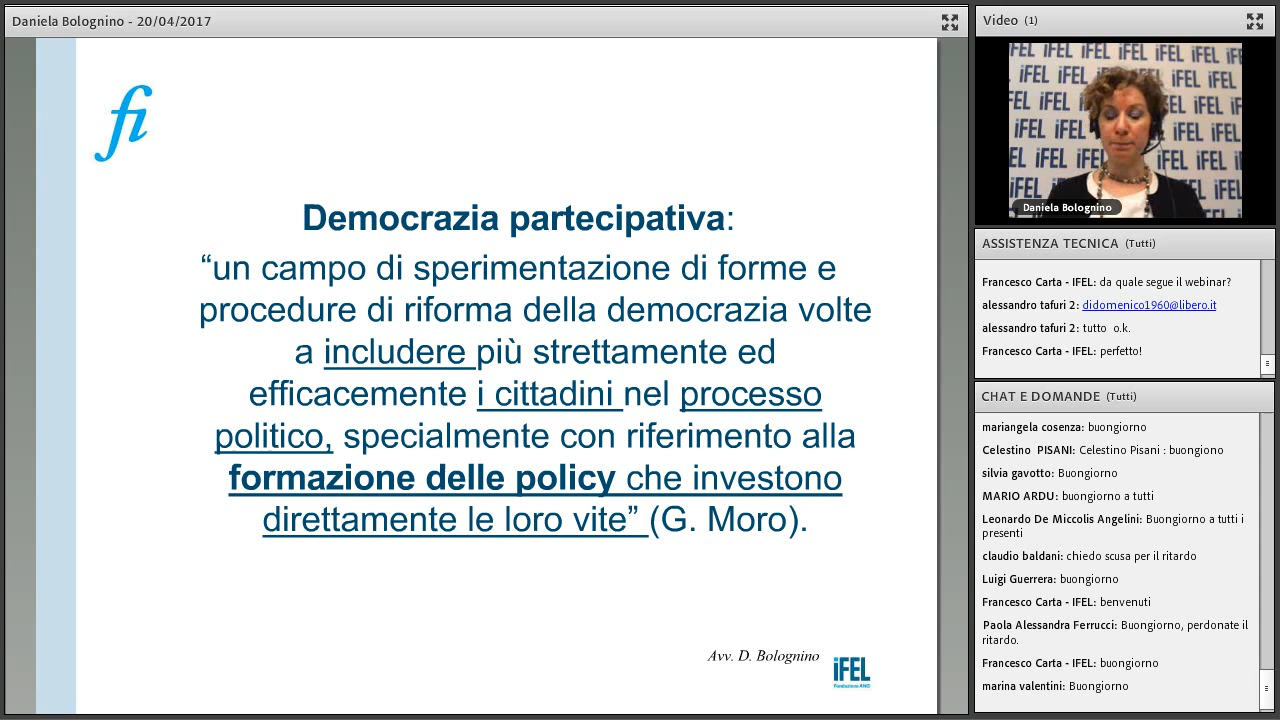 Daniela Bolognino - 20/04/2017
fi
Democrazia partecipativa:
“un campo di sperimentazione di forme e
procedure di riforma della democrazia volte
a includere più strettamente ed
efficacemente i cittadini nel processo
politico, specialmente con riferimento alla
formazione delle policy che investono
direttamente le loro vite” (G. Moro).
Avv. D. Bolognino
iFEL
Fondazione ANCI
Video (1)
iFEL iFEL iFEL iFEL
Daniela Bolognino
ASSISTENZA TECNICA (Tutti)
Francesco Carta - IFEL: da quale segue il webinar?
alessandro tafuri 2: didomenico1960@libero.it
alessandro tafuri 2: tutto o.k.
Francesco Carta - IFEL: perfetto!
CHAT E DOMANDE (Tutti)
mariangela cosenza: buongiorno
Celestino PISANI: Celestino Pisani : buongiono
silvia gavotto: Buongiorno
MARIO ARDU: buongiorno a tutti
Leonardo De Miccolis Angelini: Buongiorno a tutti i
presenti
claudio baldani: chiedo scusa per il ritardo
Luigi Guerrera: buongiorno
Francesco Carta - IFEL: benvenuti
Paola Alessandra Ferrucci: Buongiorno, perdonate il
ritardo.
Francesco Carta - IFEL: buongiorno
marina valentini: Buongiorno